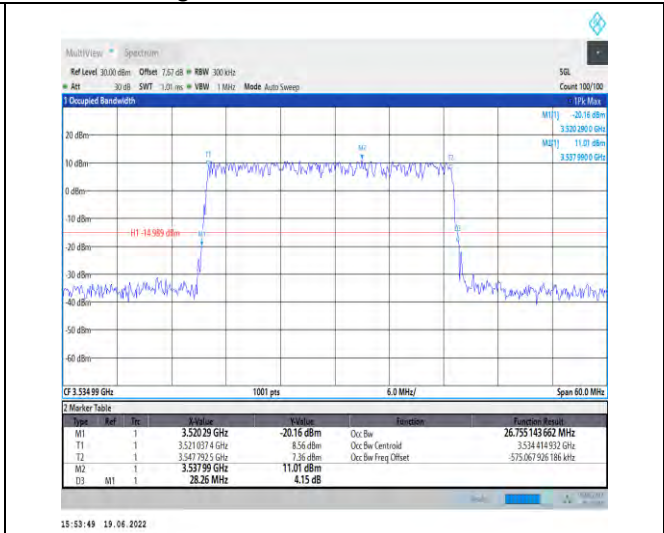 MultiView Spectrum
Ref Level 30.00 dBm Offset 7.57 dB RBW 300 kHz SGL
Att 30 dB SWT 1.01 ms VBW 1 MHz Mode Auto Sweep Count 100/100
1 Occupied Bandwidth 1Pk Max
M1[1] -20.16 dBm
3.520 290 0 GHz
M2[1] 11.01 dBm
3.537 990 0 GHz
20 dBm
T1 M2 T2
10 dBm
0 dBm
-10 dBm
H1 -14.989 dBm M1 D3
-20 dBm
-30 dBm
-40 dBm
-50 dBm
-60 dBm
CF 3.534 99 GHz 1001 pts 6.0 MHz/ Span 60.0 MHz
2 Marker Table
Type Ref Trc X-Value Y-Value Function Function Result
M1 1 3.520 29 GHz -20.16 dBm Occ Bw 26.755 143 662 MHz
T1 1 3.521 037 4 GHz 8.56 dBm Occ Bw Centroid 3.534 414 932 GHz
T2 1 3.547 792 5 GHz 7.36 dBm Occ Bw Freq Offset -575.067 926 186 kHz
M2 1 3.537 99 GHz 11.01 dBm
D3 M1 1 28.26 MHz 4.15 dB
15:53:49 19.06.2022